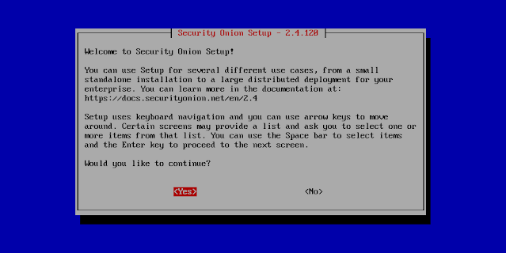 Security Onion Setup - 2.4.120
Welcome to Security Onion Setup!
You can use Setup for several different use cases, from a small
standalone installation to a large distributed deployment for your
enterprise. You can learn more in the documentation at:
https://docs.securityonion.net/en/2.4
Setup uses keyboard navigation and you can use arrow keys to move
around. Certain screens may provide a list and ask you to select one or
more items from that list. You can use the Space bar to select items
and the Enter key to proceed to the next screen.
Would you like to continue?
<Yes> <No>